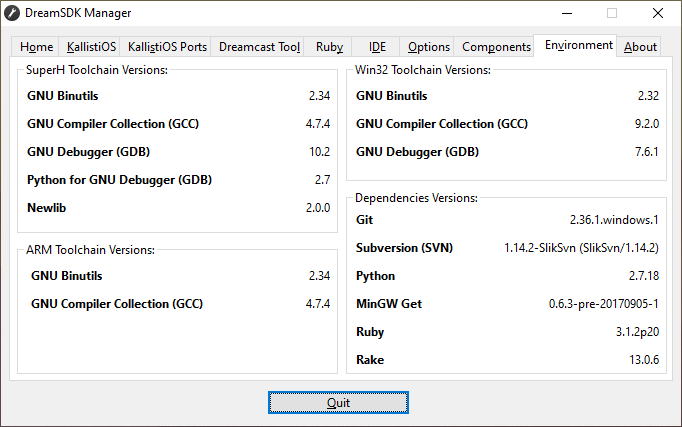 DreamSDK Manager
Home KallistiOS KallistiOS Ports Dreamcast Tool Ruby IDE Options Components Environment About
SuperH Toolchain Versions:
GNU Binutils 2.34
GNU Compiler Collection (GCC) 4.7.4
GNU Debugger (GDB) 10.2
Python for GNU Debugger (GDB) 2.7
Newlib 2.0.0
ARM Toolchain Versions:
GNU Binutils 2.34
GNU Compiler Collection (GCC) 4.7.4
Win32 Toolchain Versions:
GNU Binutils 2.32
GNU Compiler Collection (GCC) 9.2.0
GNU Debugger (GDB) 7.6.1
Dependencies Versions:
Git 2.36.1.windows.1
Subversion (SVN) 1.14.2-SlikSvn (SlikSvn/1.14.2)
Python 2.7.18
MinGW Get 0.6.3-pre-20170905-1
Ruby 3.1.2p20
Rake 13.0.6
Quit